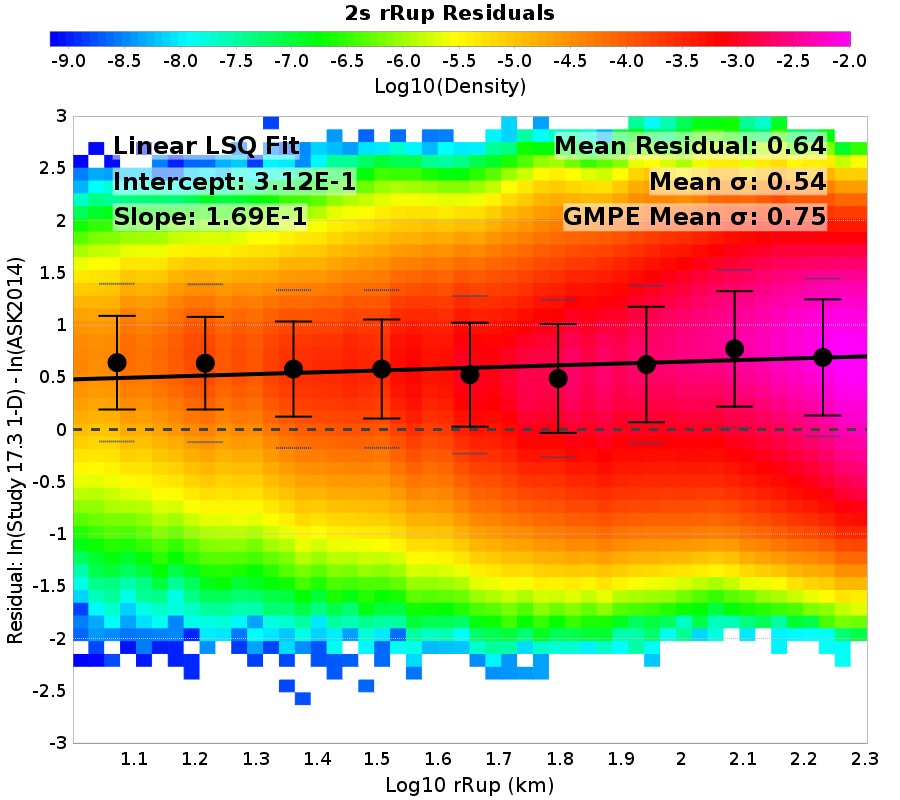 2s rRup Residuals
-9.0 -8.5 -8.0 -7.5 -7.0 -6.5 -6.0 -5.5 -5.0 -4.5 -4.0 -3.5 -3.0 -2.5 -2.0
Log10(Density)
Linear LSQ Fit
Intercept: 3.12E-1
Slope: 1.69E-1
Mean Residual: 0.64
Mean σ: 0.54
GMPE Mean σ: 0.75
Residual: ln(Study 17.3 1-D) - ln(ASK2014)
3
2.5
2
1.5
1
0.5
0
-0.5
-1
-1.5
-2
-2.5
-3
1.1 1.2 1.3 1.4 1.5 1.6 1.7 1.8 1.9 2 2.1 2.2 2.3
Log10 rRup (km)